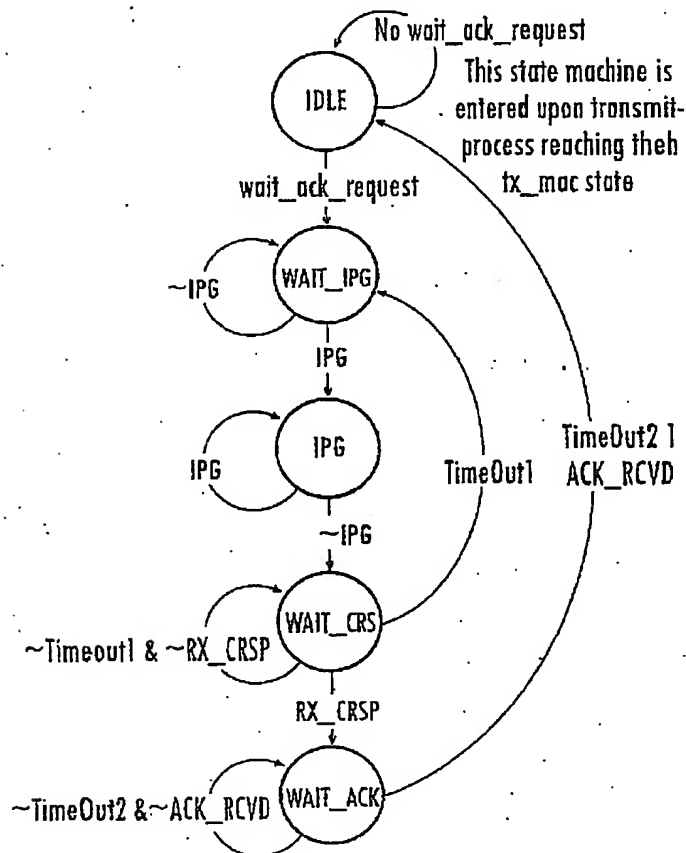 No wait_ack_request
IDLE
This state machine is
entered upon transmit-
process reaching theh
tx_mac state
wait_ack_request
WAIT_IPG
~IPG
IPG
IPG
IPG
~IPG
TimeOut1
TimeOut2 1
ACK_RCVD
WAIT_CRS
~Timeout1 & ~RX_CRSP
RX_CRSP
WAIT_ACK
~TimeOut2 &~ACK_RCVD